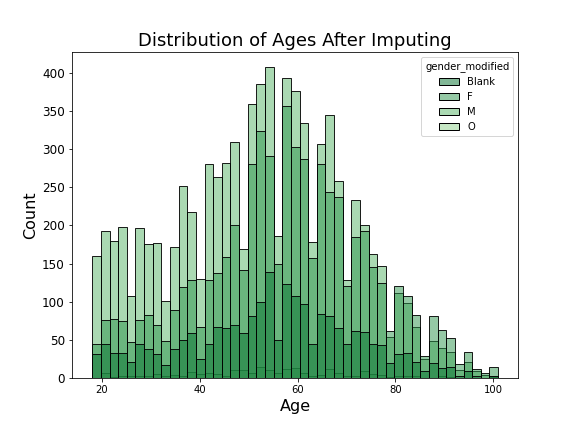 Distribution of Ages After Imputing
gender_modified
Blank
F
M
O
400
350
300
250
200
150
100
50
0
Count
20 40 60 80 100
Age